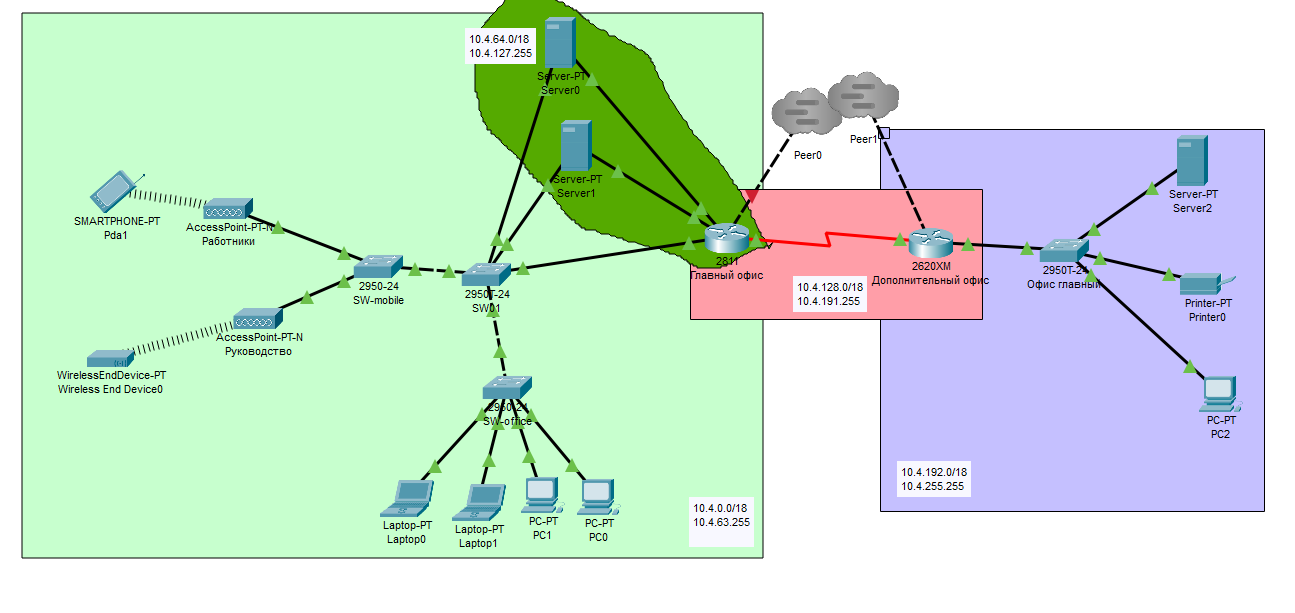 10.4.64.0/18
10.4.127.255
Server-PT
Server0
Server-PT
Server1
Peer0
Peer1
Server-PT
Server2
SMARTPHONE-PT
Pda1
AccessPoint-PT-N
Работники
2950-24
SW-mobile
2950T-24
SW01
2811
Главный офис
2620XM
Дополнительный офис
2950T-24
Офис главный
10.4.128.0/18
10.4.191.255
Printer-PT
Printer0
AccessPoint-PT-N
Руководство
WirelessEndDevice-PT
Wireless End Device0
2950-24
SW-office
PC-PT
PC2
10.4.192.0/18
10.4.255.255
Laptop-PT
Laptop0
Laptop-PT
Laptop1
PC-PT
PC1
PC-PT
PC0
10.4.0.0/18
10.4.63.255